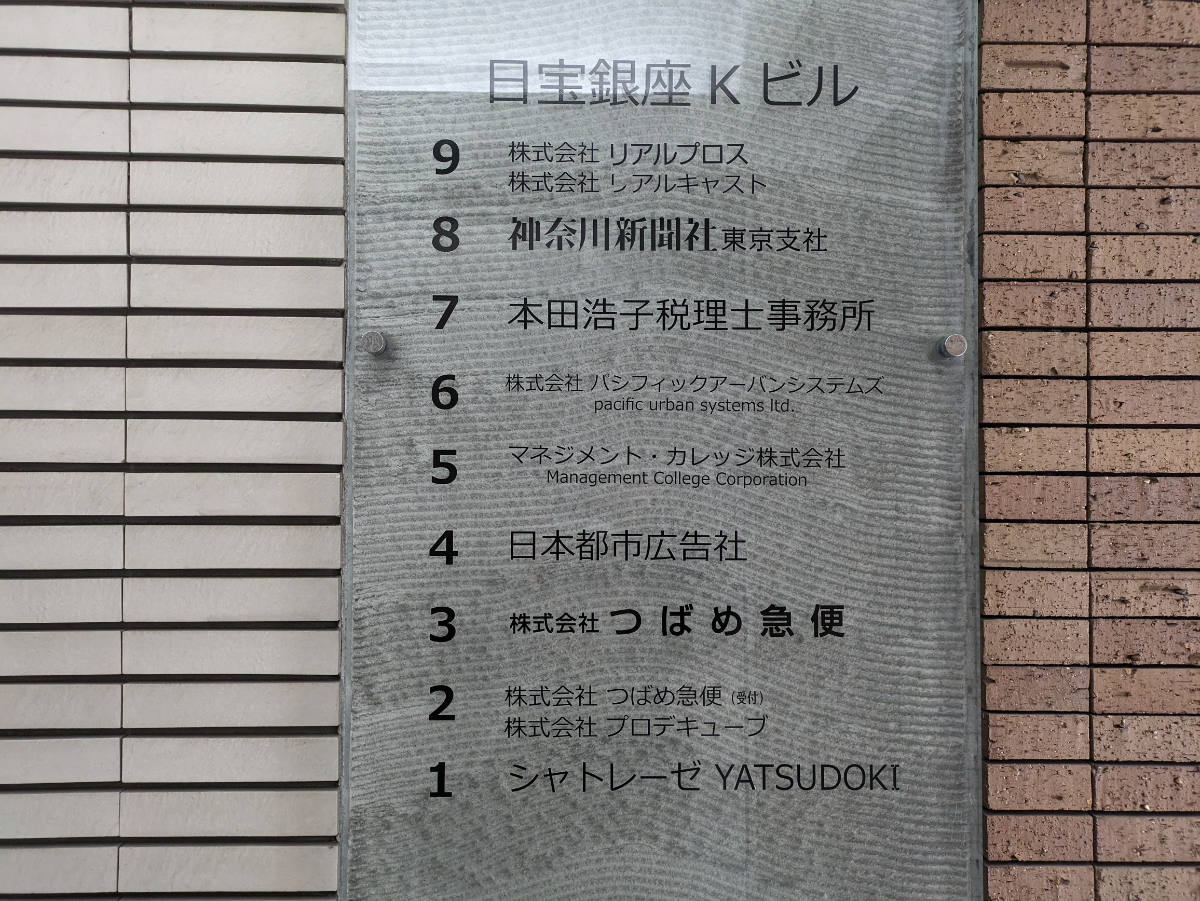 日宝銀座 K ビル
9 株式会社 リアルプロス
株式会社 リアルキャスト
8 神奈川新聞社 東京支社
7 本田浩子税理士事務所
6 株式会社 パシフィックアーバンシステムズ
pacific urban systems ltd.
5 マネジメント・カレッジ株式会社
Management College Corporation
4 日本都市広告社
3 株式会社 つばめ急便
2 株式会社 つばめ急便 (受付)
株式会社 プロデキューブ
1 シャトレーゼ YATSUDOKI